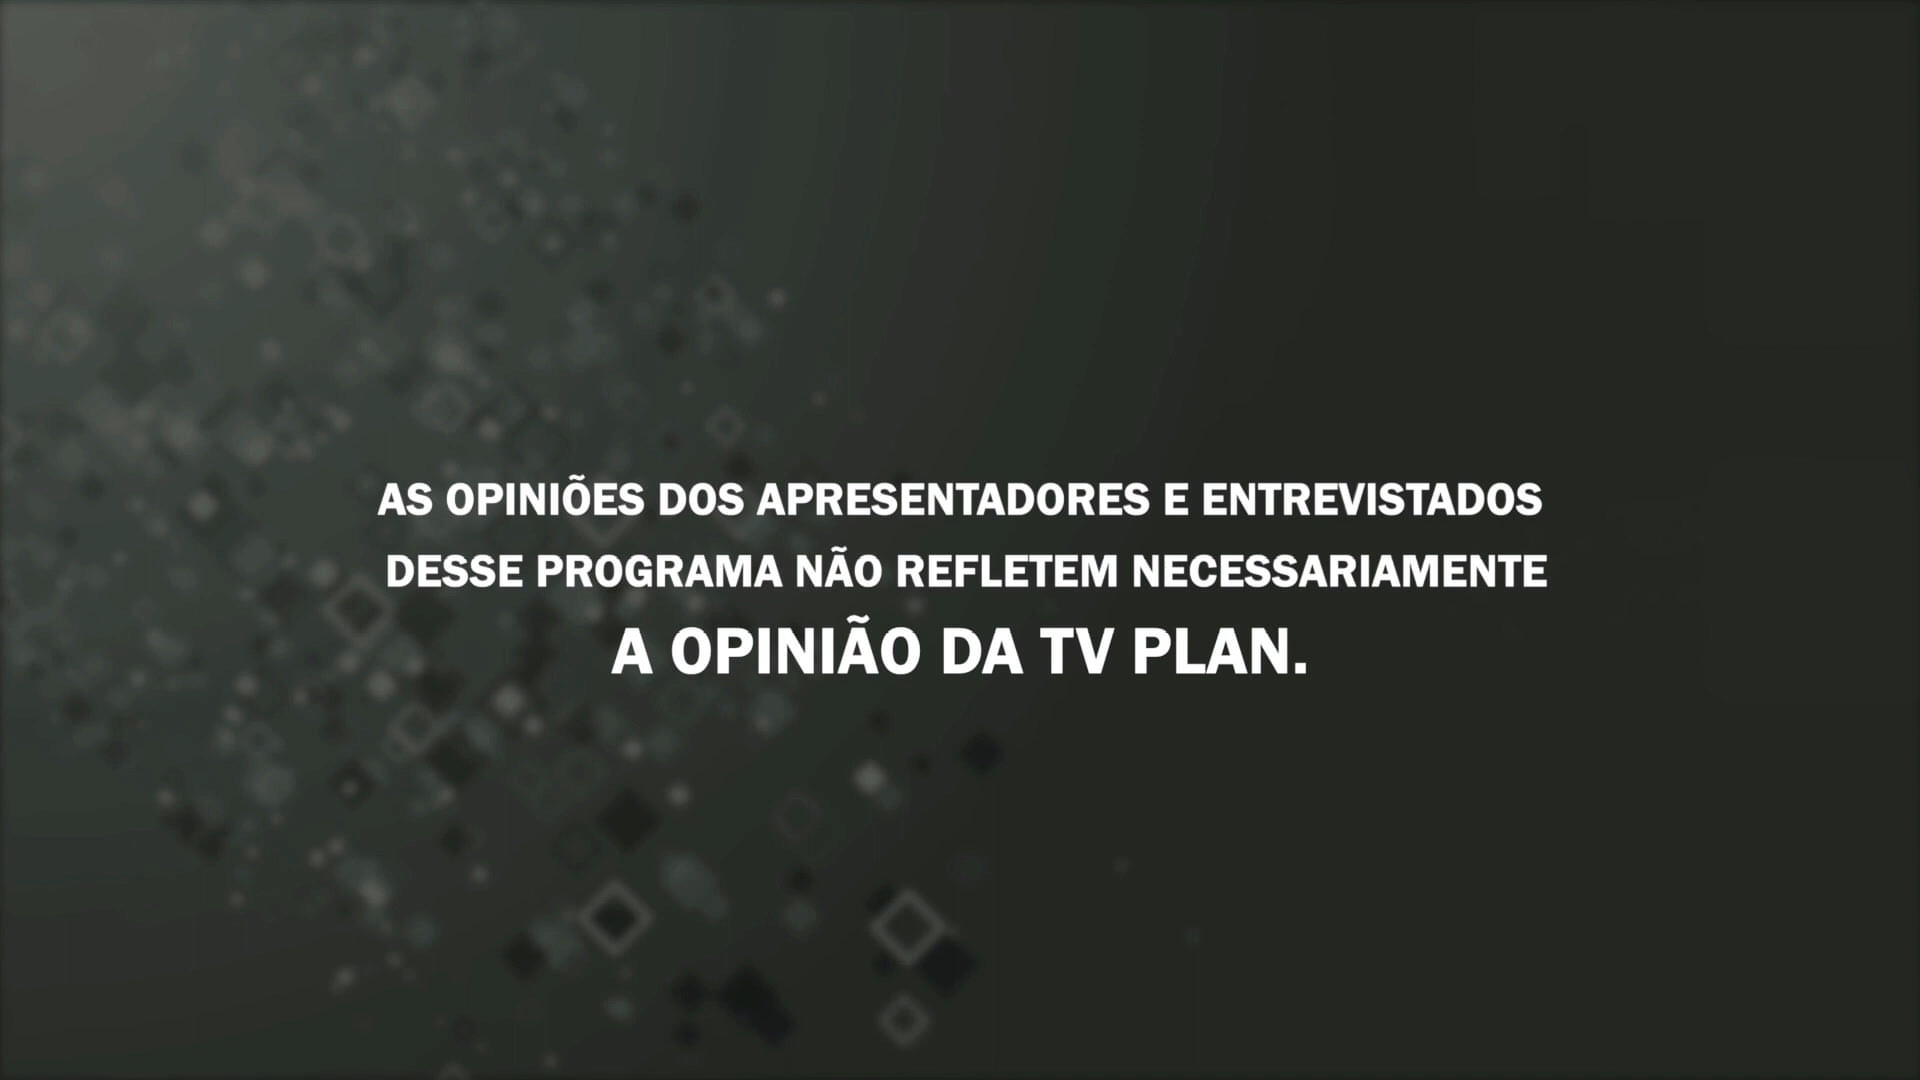 AS OPINIÕES DOS APRESENTADORES E ENTREVISTADOS
DESSE PROGRAMA NÃO REFLETEM NECESSARIAMENTE
A OPINIÃO DA TV PLAN.